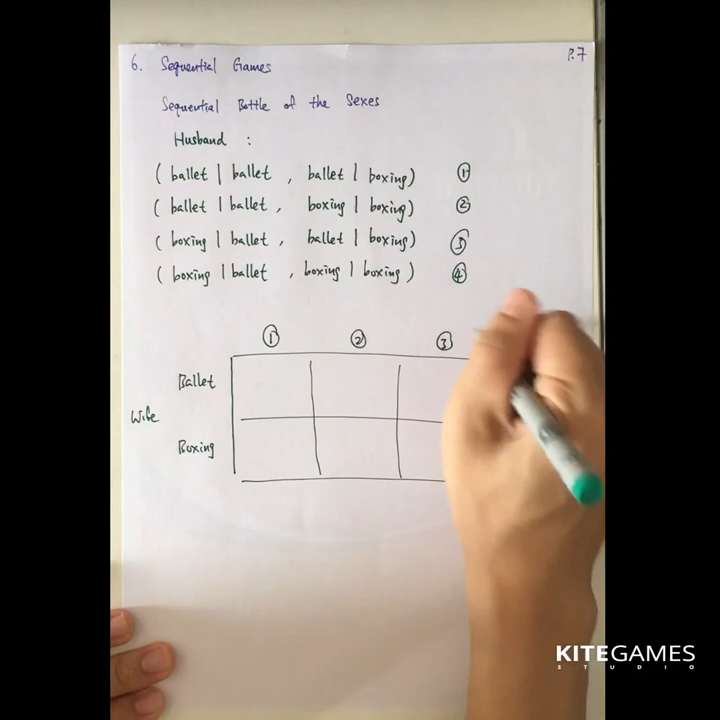 6. Sequential Games P.7
Sequential Battle of the Sexes
Husband :
( ballet | ballet , ballet | boxing) ①
( ballet | ballet , boxing | boxing) ②
( boxing | ballet , ballet | boxing) ③
( boxing | ballet , boxing | boxing ) ④
① ② ③
Ballet
Wife
Boxing
KITEGAMES
STUDIO